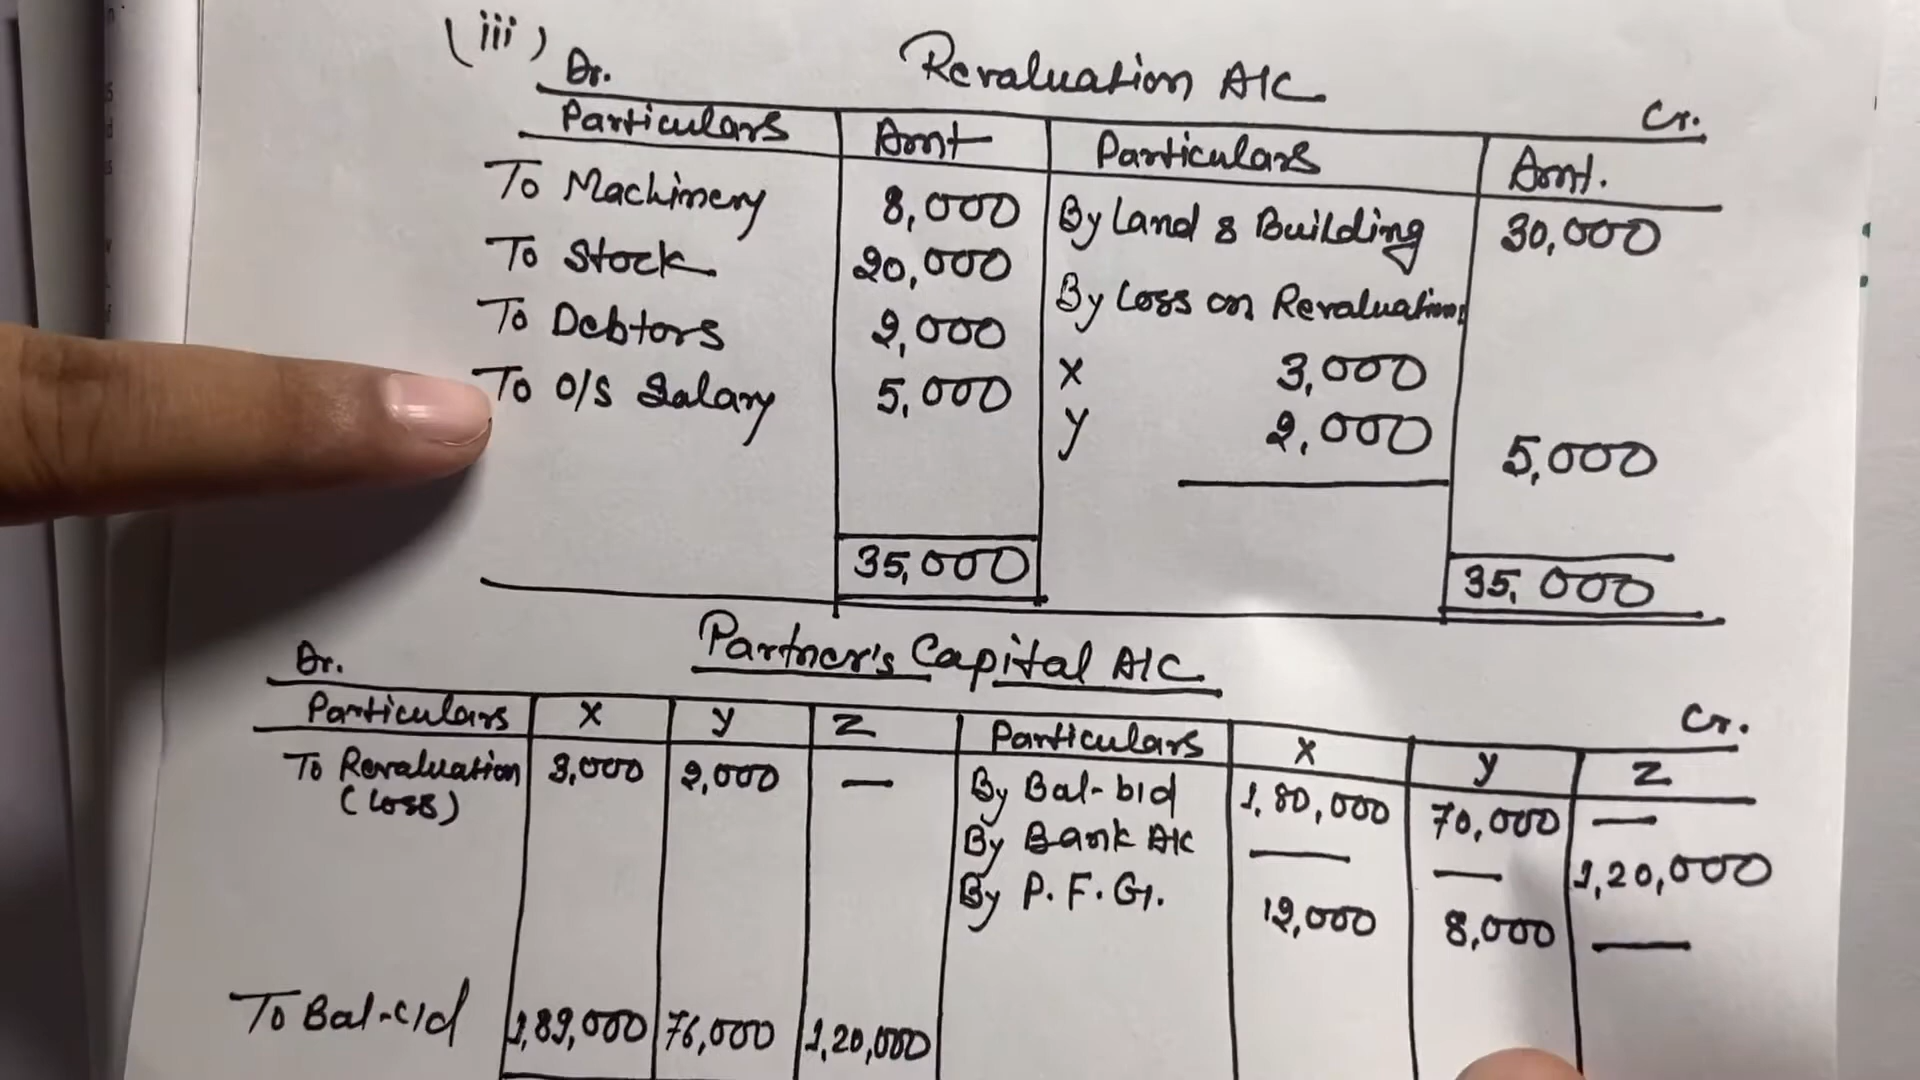 (iii)
Revaluation A/C
Dr. Cr.
Particulars Amt Particulars Amt.
To Machinery 8,000 By Land & Building 30,000
To Stock 20,000 By Loss on Revaluation:
To Debtors 2,000 X 3,000
To O/S Salary 5,000 Y 2,000 5,000
35,000 35,000
Partner's Capital A/C
Dr. Cr.
Particulars X Y Z Particulars X Y Z
To Revaluation 3,000 2,000 — By Bal-b/d 1,80,000 70,000 —
(Loss) By Bank A/c — — 1,20,000
By P.F.G. 12,000 8,000 —
To Bal-c/d 1,89,000 76,000 1,20,000